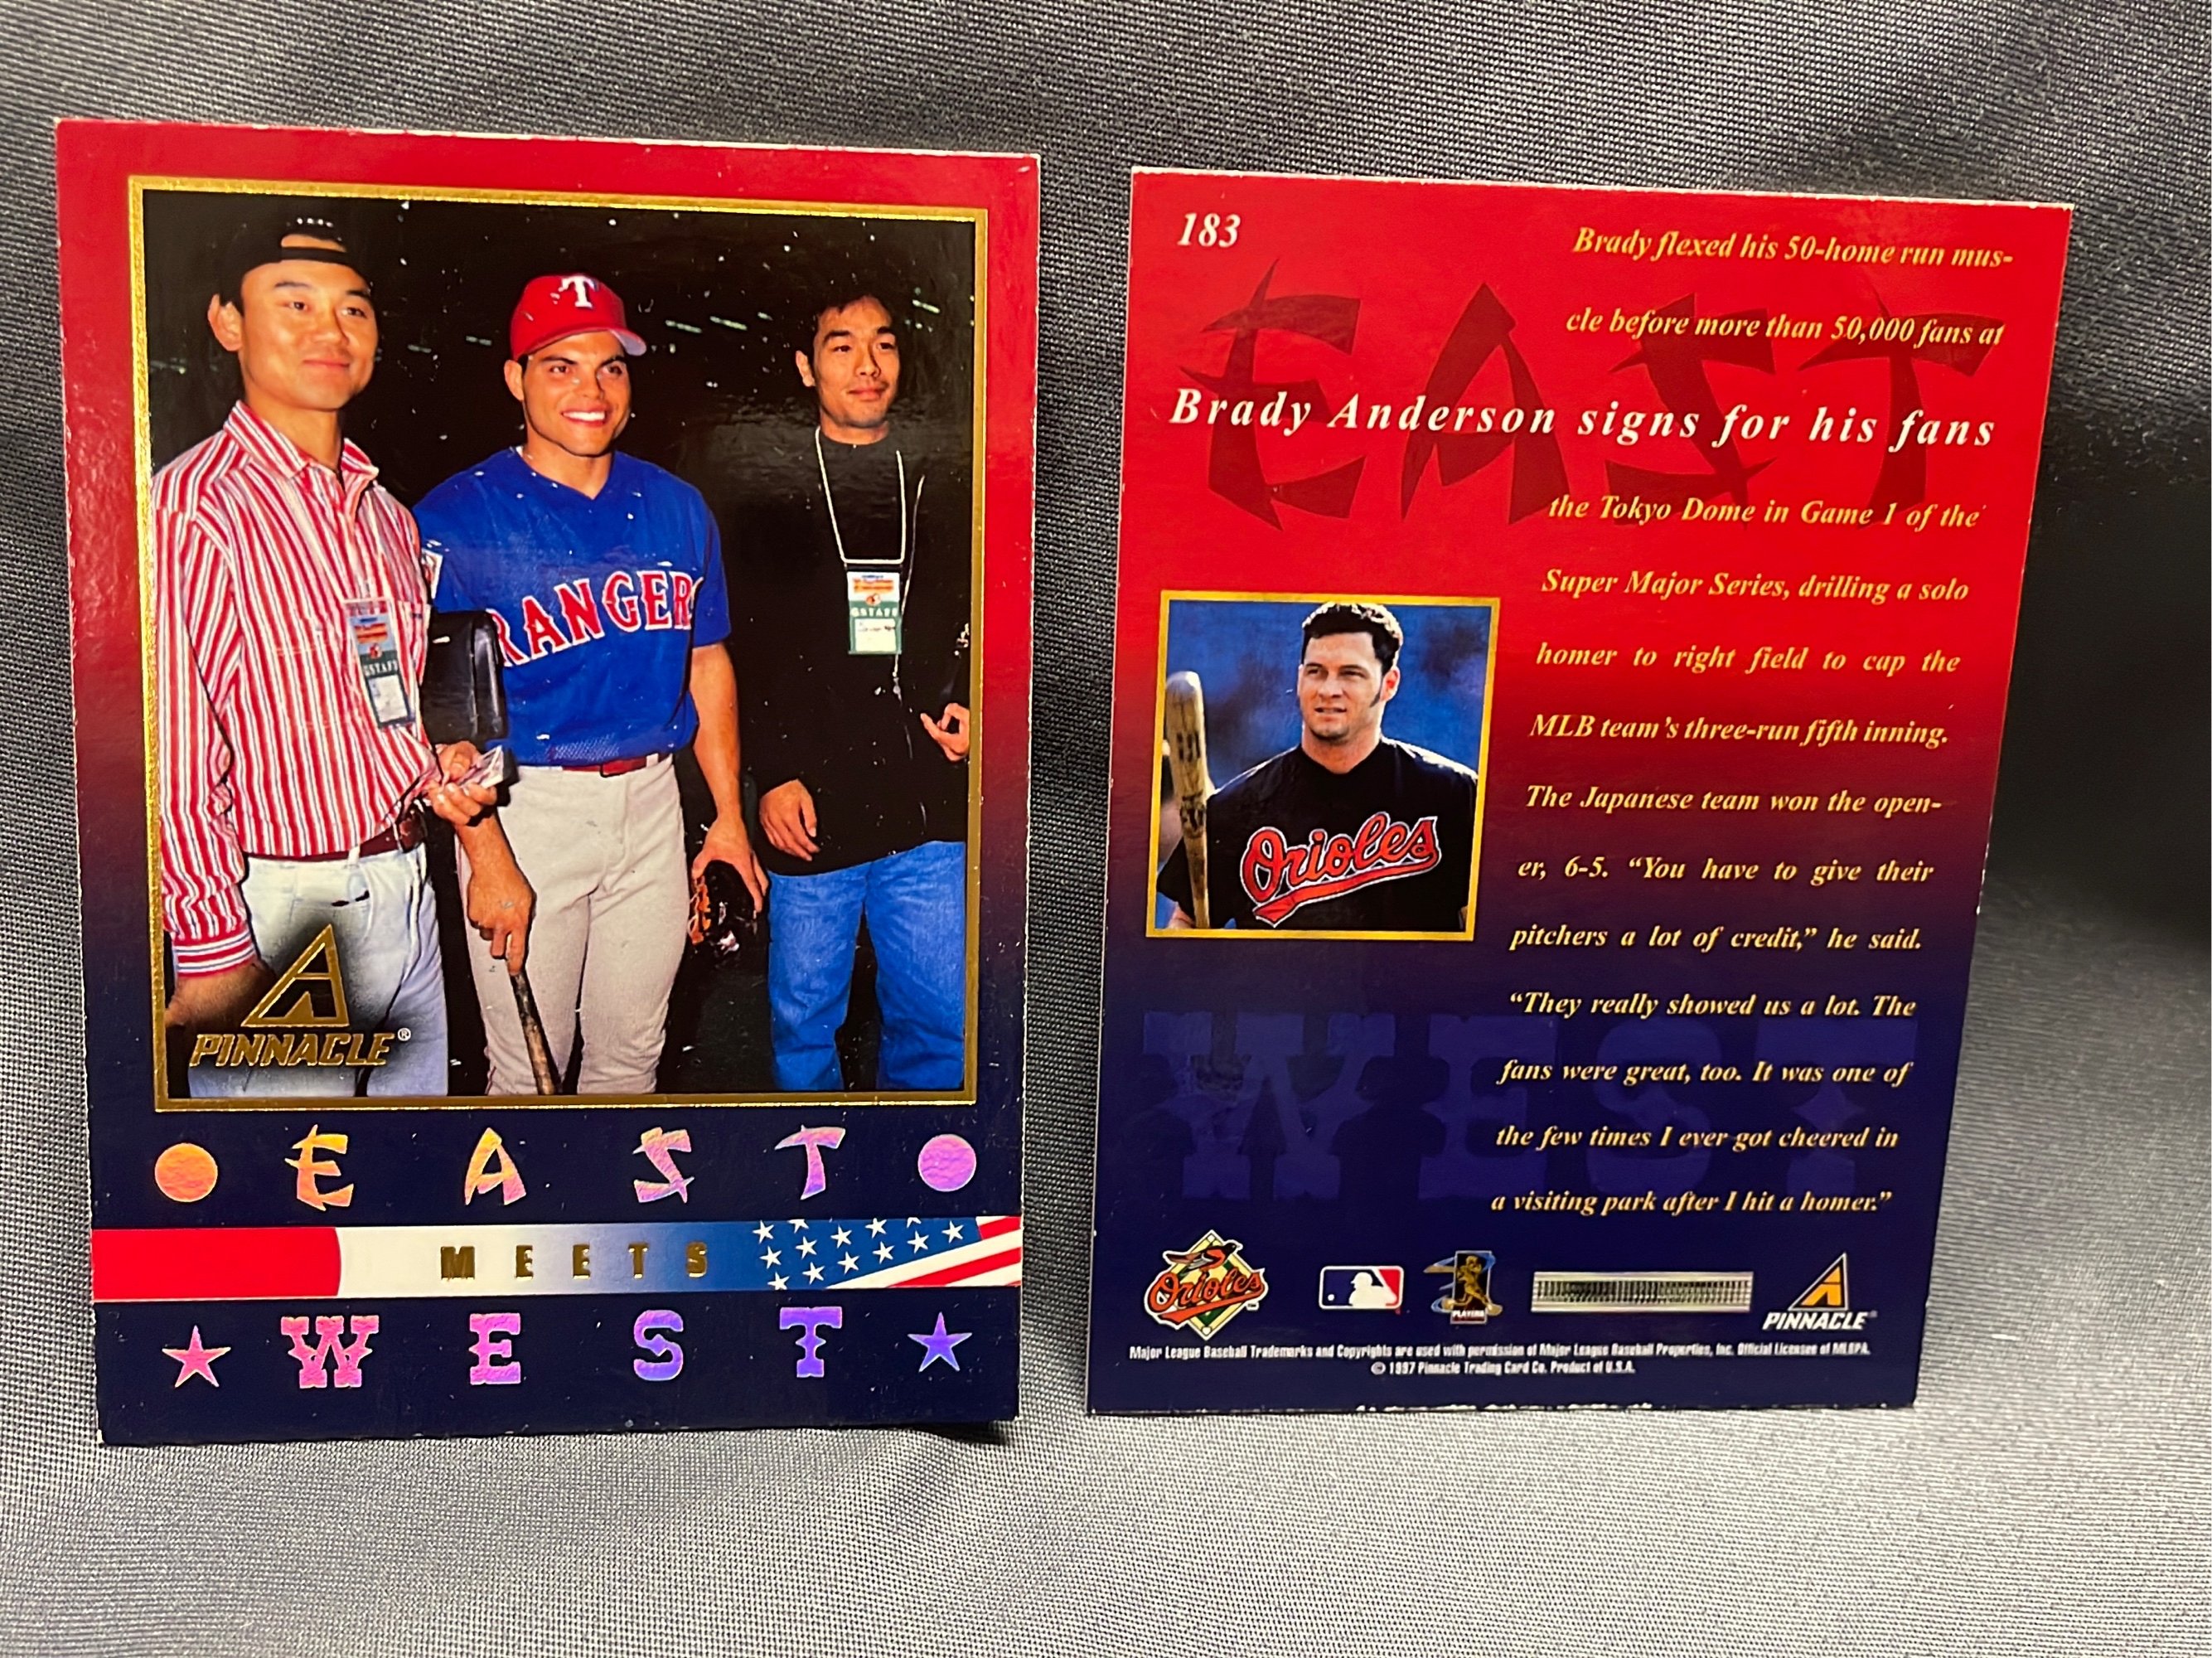 T
RANGERS
GSTAFF
GSTAFF
PINNACLE®
EAST
MEETS
WEST
183
Brady flexed his 50-home run mus-
cle before more than 50,000 fans at
EAST
Brady Anderson signs for his fans
the Tokyo Dome in Game 1 of the
Super Major Series, drilling a solo
homer to right field to cap the
MLB team's three-run fifth inning.
The Japanese team won the open-
er, 6-5. “You have to give their
pitchers a lot of credit,” he said.
“They really showed us a lot. The
fans were great, too. It was one of
the few times I ever got cheered in
a visiting park after I hit a homer.”
Orioles
WEST
Orioles
PLAYERS
PINNACLE®
Major League Baseball Trademarks and Copyrights are used with permission of Major League Baseball Properties, Inc. Official Licensee of MLBPA.
© 1997 Pinnacle Trading Card Co. Product of U.S.A.